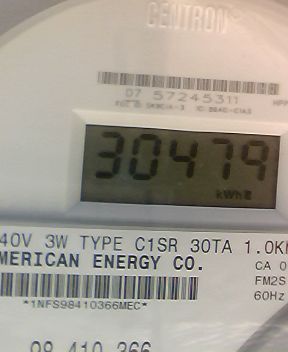 CENTRON®
07 57245311
30479
kWh
40V 3W TYPE C1SR 30TA 1.0K
MERICAN ENERGY CO.
CA 0
FM2S
60Hz
*1NFS98410366MEC*
98 410 366